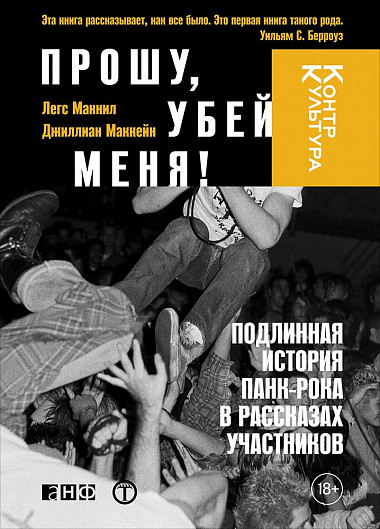 Эта книга рассказывает, как все было. Это первая книга такого рода.
Уильям С. Берроуз
ПРОШУ,
Легс Макнил
Джиллиан Маккейн
УБЕЙ
МЕНЯ!
КОНТР
КУЛЬТУРА
ПОДЛИННАЯ
ИСТОРИЯ
ПАНК-РОКА
В РАССКАЗАХ
УЧАСТНИКОВ
анф
18+